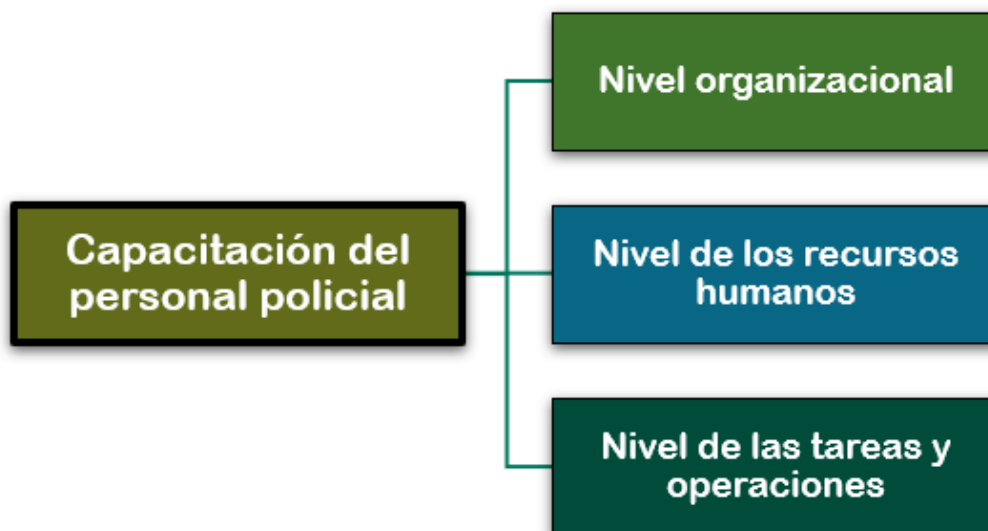 Capacitación del
personal policial
Nivel organizacional
Nivel de los recursos
humanos
Nivel de las tareas y
operaciones